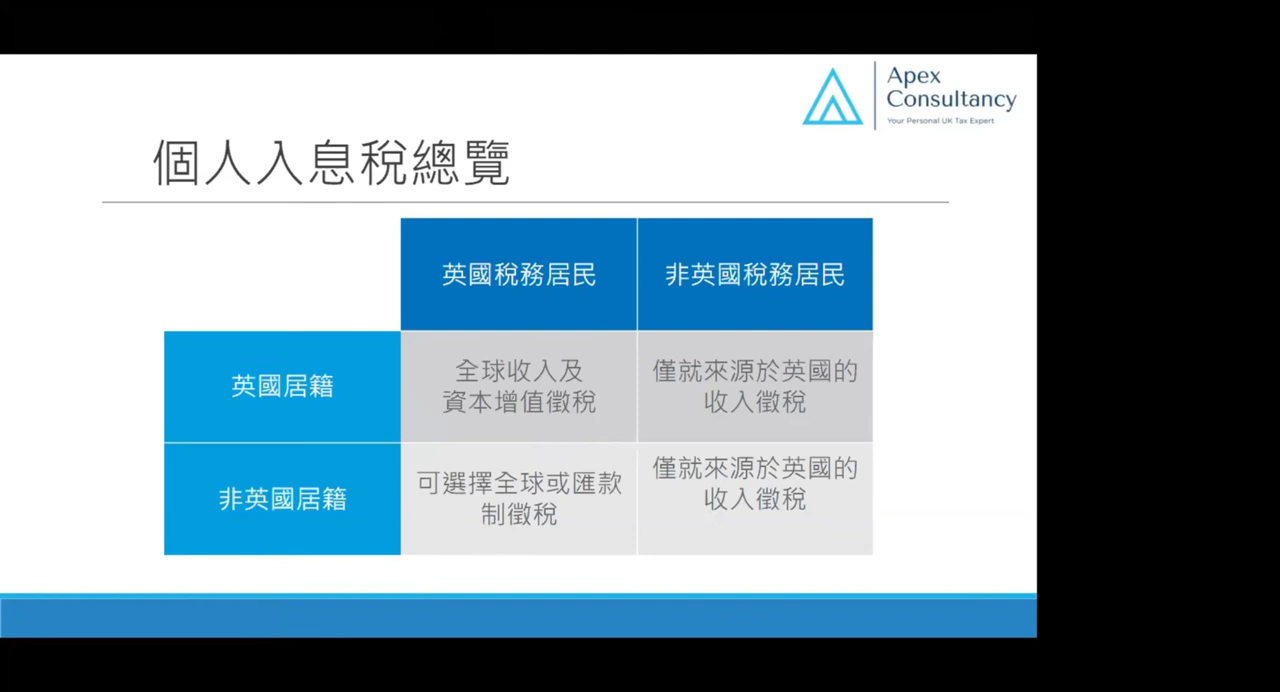 Apex
Consultancy
Your Personal UK Tax Expert
個人入息稅總覽
英國稅務居民
非英國稅務居民
英國居籍
全球收入及
資本增值徵稅
僅就來源於英國的
收入徵稅
非英國居籍
可選擇全球或匯款
制徵稅
僅就來源於英國的
收入徵稅